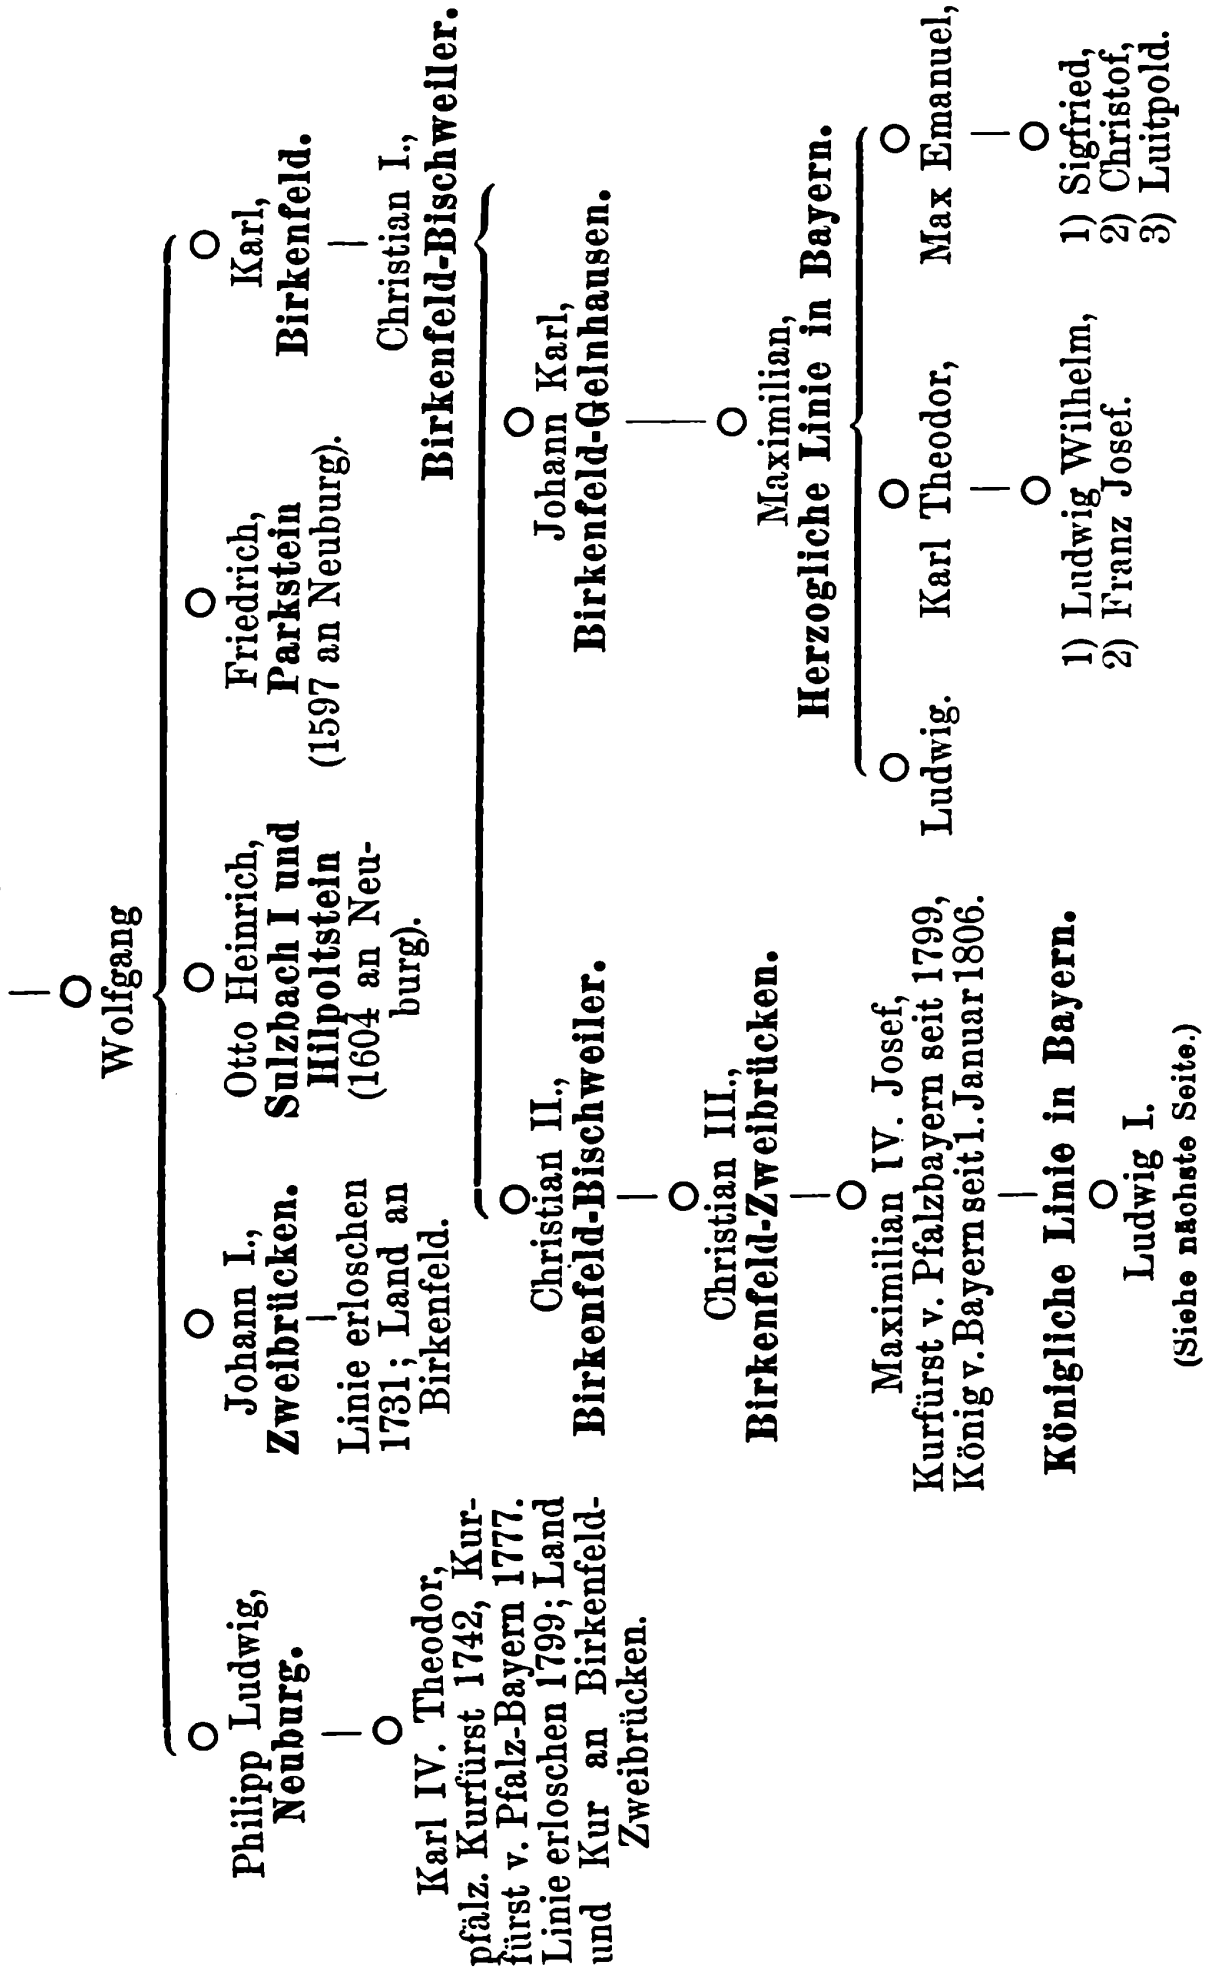 Wolfgang
Philipp Ludwig,
Neuburg.
Karl IV. Theodor,
pfälz. Kurfürst 1742, Kur-
fürst v. Pfalz-Bayern 1777.
Linie erloschen 1799; Land
und Kur an Birkenfeld-
Zweibrücken.
Johann I.,
Zweibrücken.
Linie erloschen
1731; Land an
Birkenfeld.
Otto Heinrich,
Sulzbach I und
Hilpoltstein
(1604 an Neu-
burg).
Friedrich,
Parkstein
(1597 an Neuburg).
Karl,
Birkenfeld.
Christian I.,
Birkenfeld-Bischweiler.
Christian II.,
Birkenfeld-Bischweiler.
Christian III.,
Birkenfeld-Zweibrücken.
Maximilian IV. Josef,
Kurfürst v. Pfalzbayern seit 1799,
König v. Bayern seit 1. Januar 1806.
Königliche Linie in Bayern.
Ludwig I.
(Siehe nächste Seite.)
Johann Karl,
Birkenfeld-Gelnhausen.
Maximilian,
Herzogliche Linie in Bayern.
Ludwig.
Karl Theodor,
1) Ludwig Wilhelm,
2) Franz Josef.
Max Emanuel,
1) Sigfried,
2) Christof,
3) Luitpold.